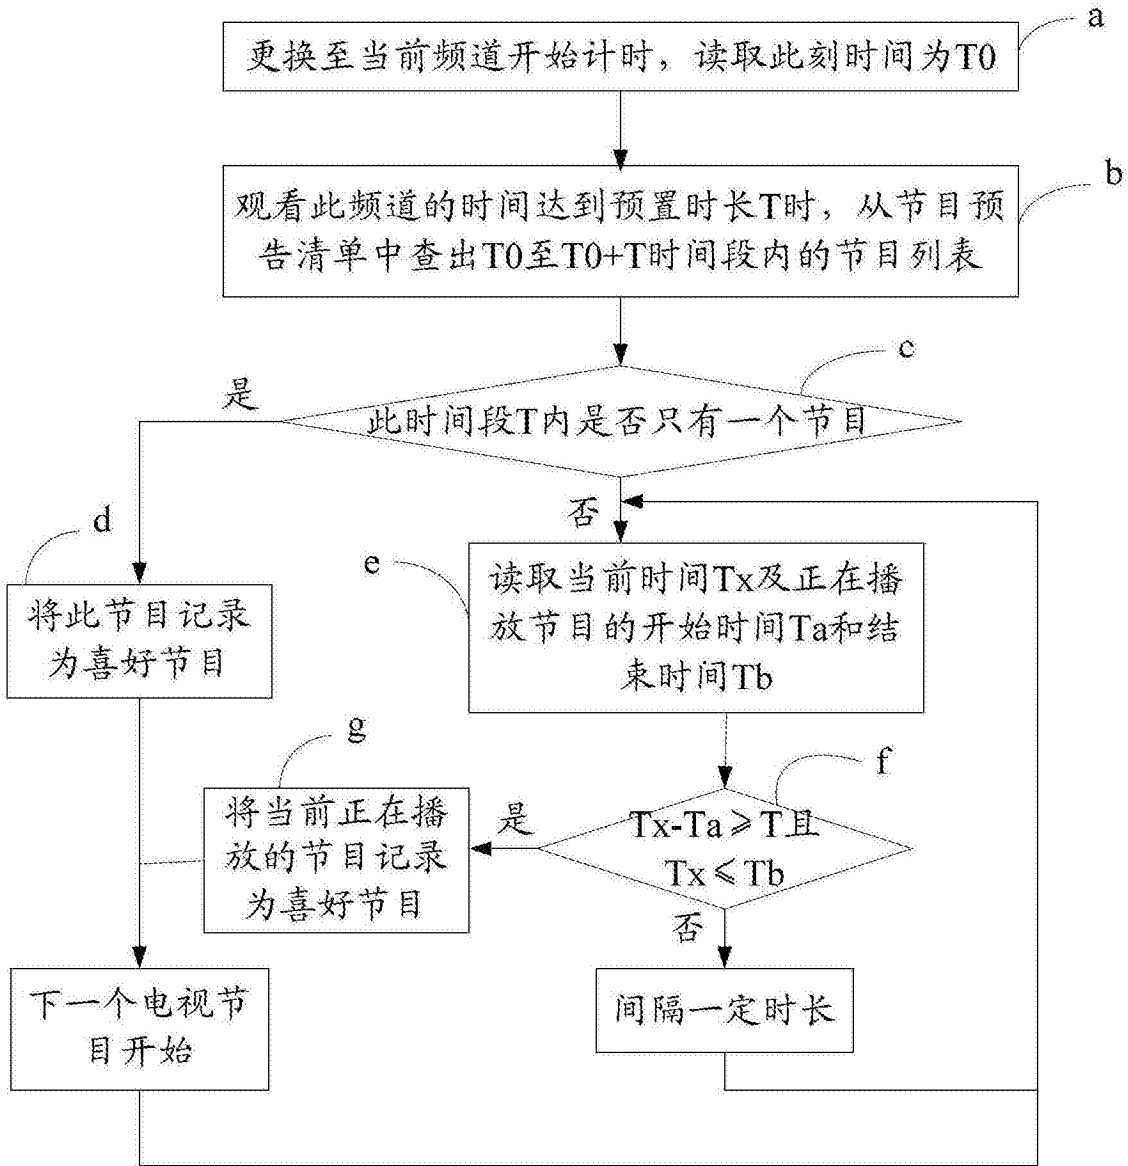 a
更换至当前频道开始计时，读取此刻时间为T0
b
观看此频道的时间达到预置时长T时，从节目预
告清单中查出T0至T0+T时间段内的节目列表
c
是
此时间段T内是否只有一个节目
否
d
将此节目记录
为喜好节目
e
读取当前时间Tx及正在播
放节目的开始时间Ta和结
束时间Tb
g
将当前正在播
放的节目记录
为喜好节目
是
f
Tx-Ta⩾T且
Tx⩽Tb
否
下一个电视节
目开始
间隔一定时长